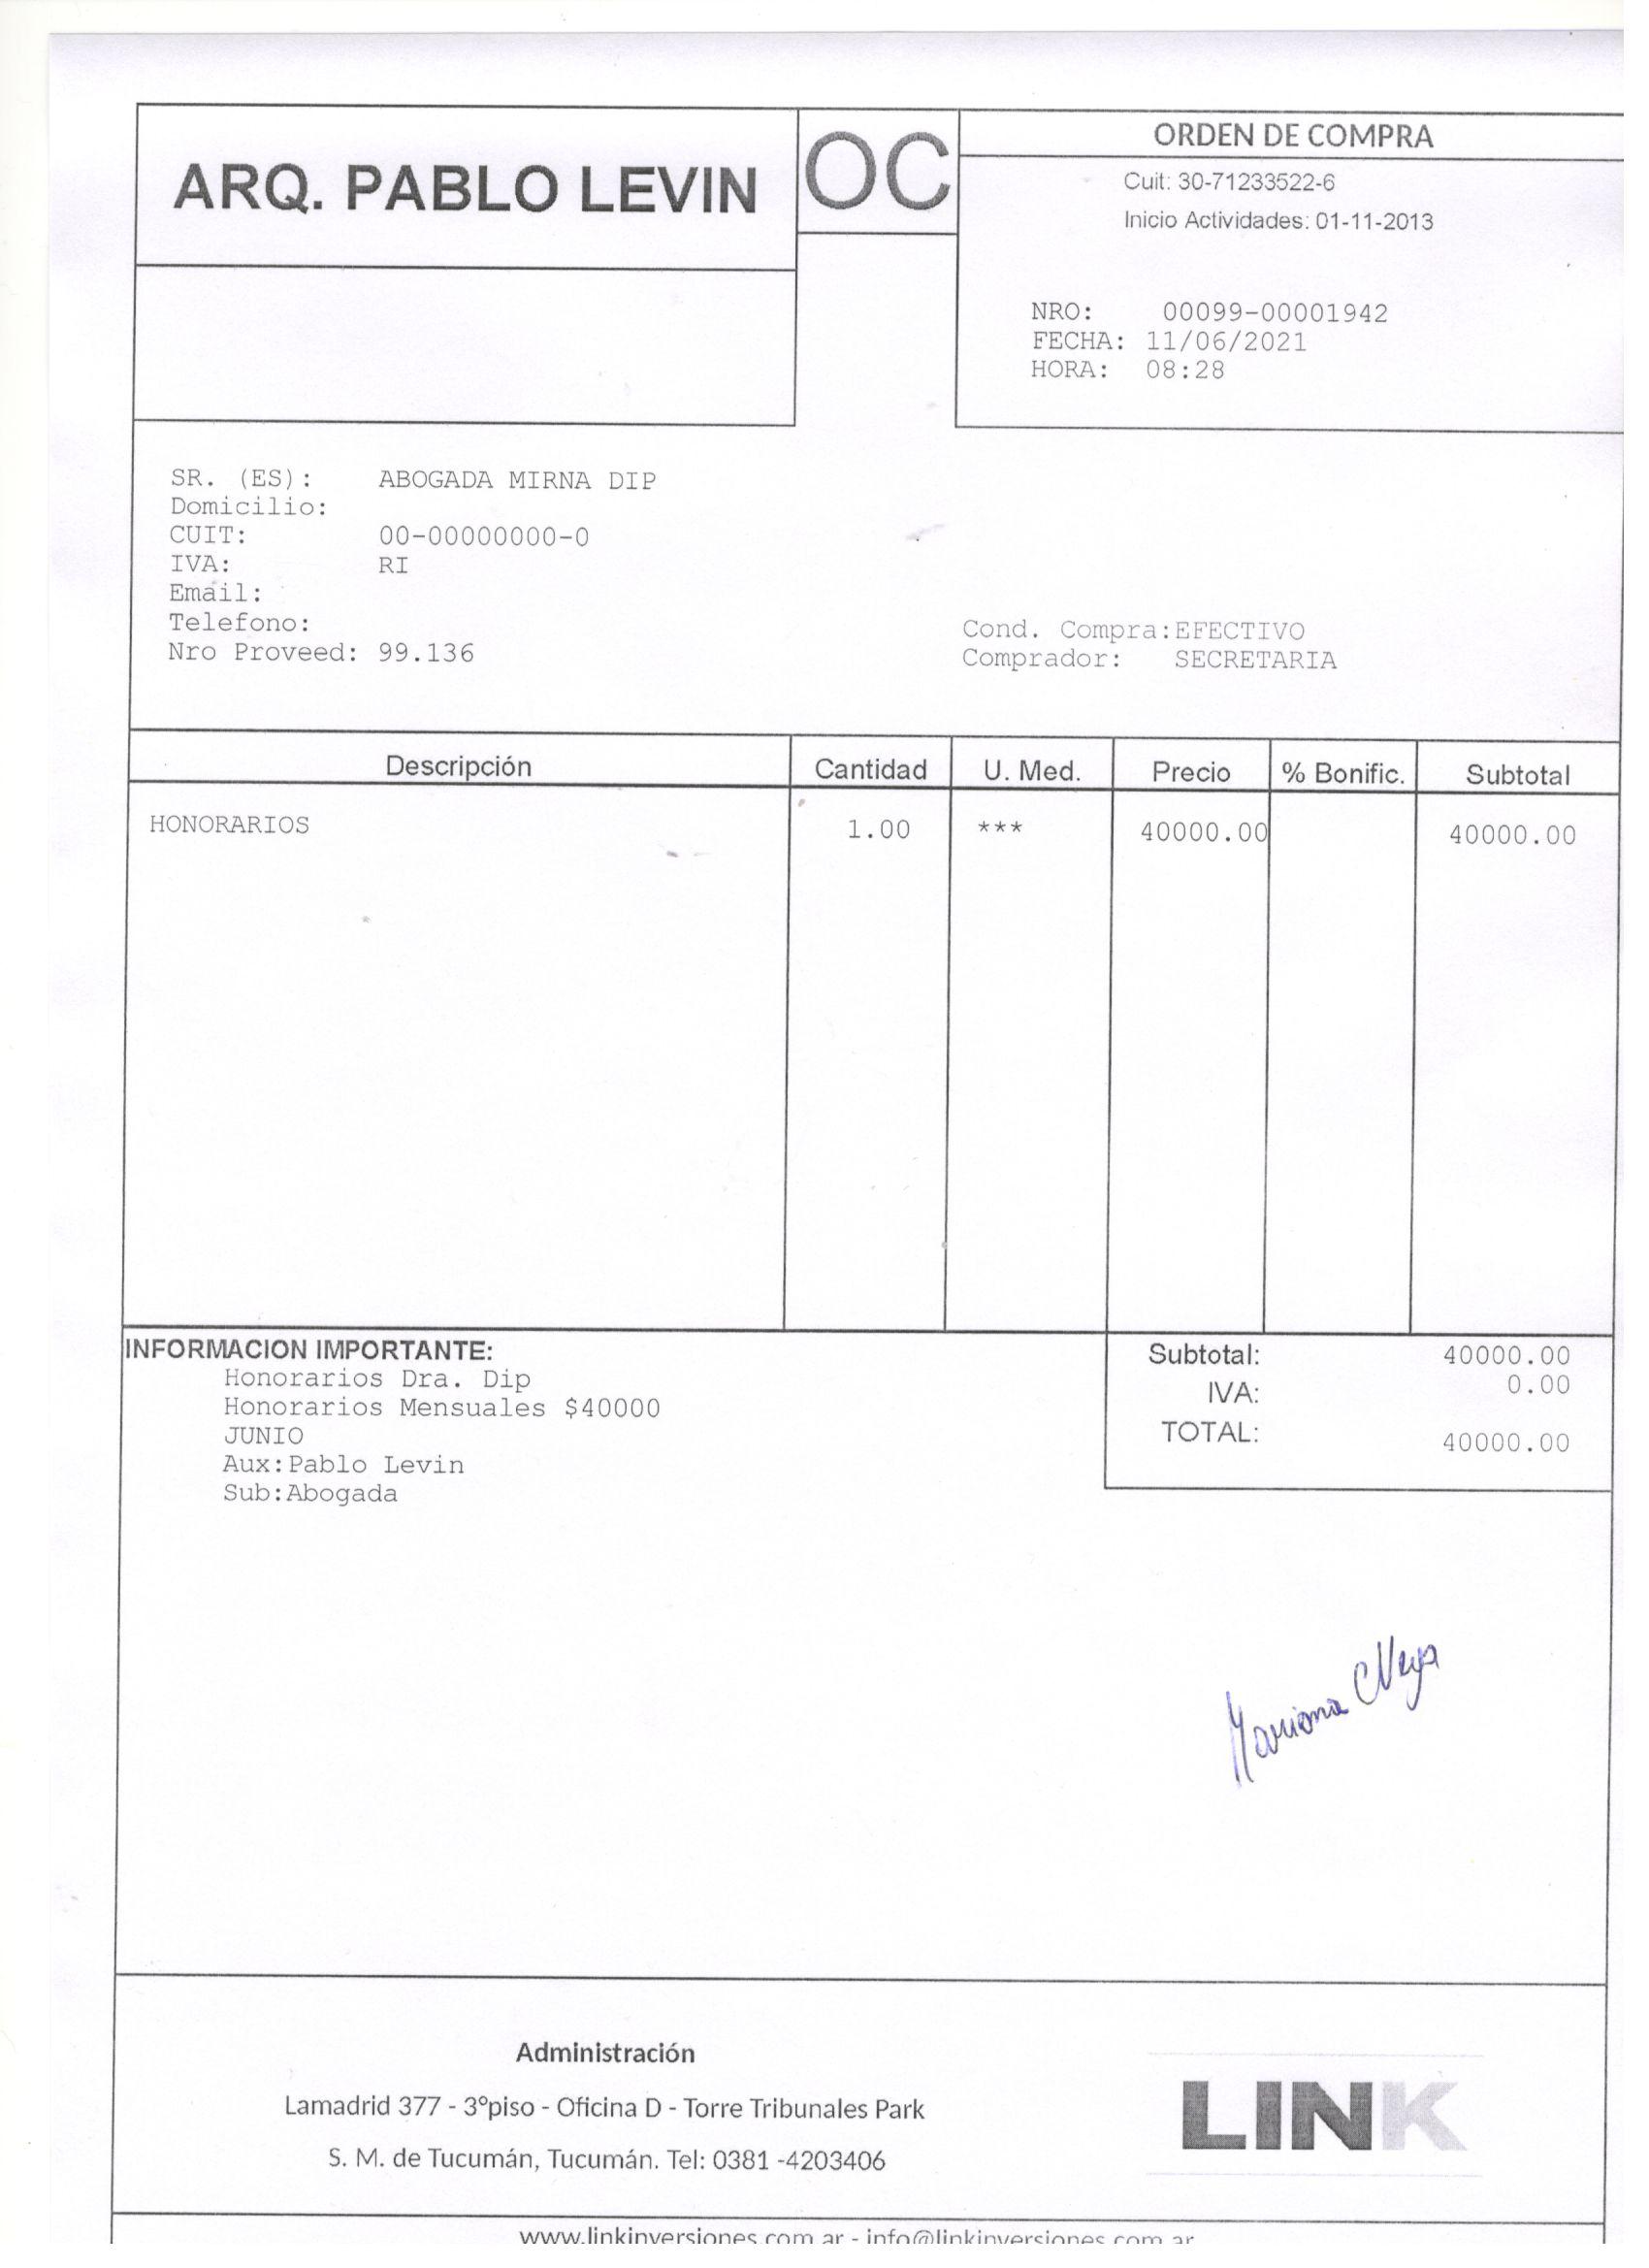 ARQ. PABLO LEVIN
OC
ORDEN DE COMPRA
Cuit: 30-71233522-6
Inicio Actividades: 01-11-2013
NRO: 00099-00001942
FECHA: 11/06/2021
HORA: 08:28
SR. (ES): ABOGADA MIRNA DIP
Domicilio:
CUIT: 00-00000000-0
IVA: RI
Email:
Telefono:
Nro Proveed: 99.136
Cond. Compra:EFECTIVO
Comprador: SECRETARIA
Descripción Cantidad U. Med. Precio % Bonific. Subtotal
HONORARIOS 1.00 *** 40000.00 40000.00
INFORMACION IMPORTANTE:
Honorarios Dra. Dip
Honorarios Mensuales $40000
JUNIO
Aux:Pablo Levin
Sub:Abogada
Subtotal: 40000.00
IVA: 0.00
TOTAL: 40000.00
Mariana
Administración
Lamadrid 377 - 3°piso - Oficina D - Torre Tribunales Park
S. M. de Tucumán, Tucumán. Tel: 0381 -4203406
LINK
www.linkinversiones.com.ar - info@linkinversiones.com.ar